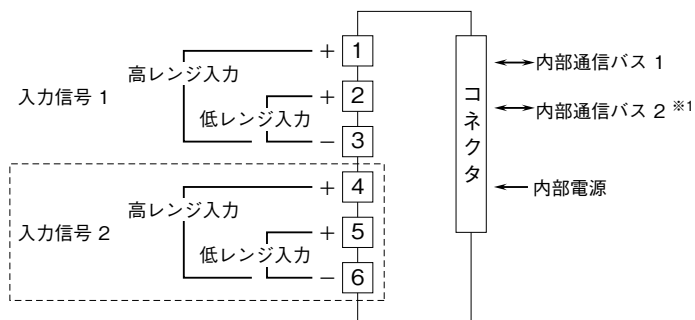 入力信号 1
高レンジ入力
低レンジ入力
+ 1
+ 2
− 3
入力信号 2
高レンジ入力
低レンジ入力
+ 4
+ 5
− 6
コネクタ
内部通信バス 1
内部通信バス 2 ※1
内部電源